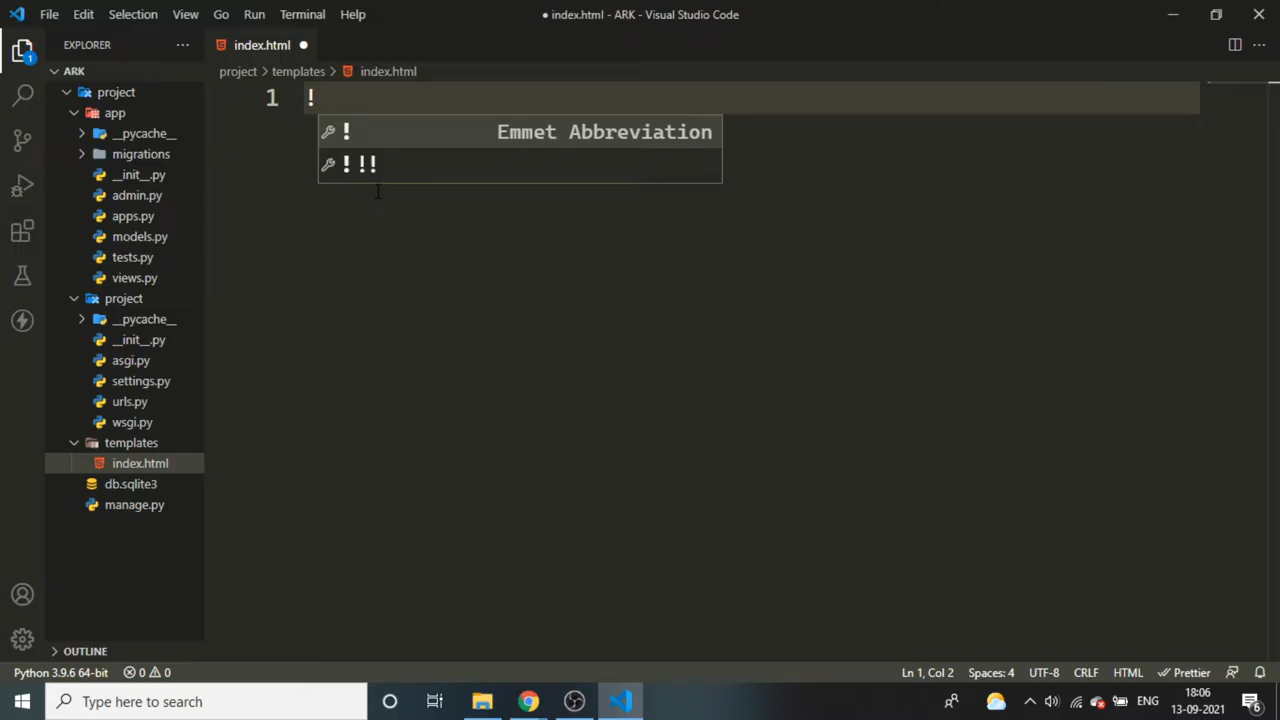 File Edit Selection View Go Run Terminal Help
● index.html - ARK - Visual Studio Code
EXPLORER
index.html
ARK
project > templates > index.html
project
1 !
app
! Emmet Abbreviation
__pycache__
!!!
migrations
__init__.py
admin.py
apps.py
models.py
tests.py
views.py
project
__pycache__
__init__.py
asgi.py
settings.py
urls.py
wsgi.py
templates
index.html
db.sqlite3
manage.py
OUTLINE
Python 3.9.6 64-bit 0 0 Ln 1, Col 2 Spaces: 4 UTF-8 CRLF HTML Prettier
Type here to search
ENG
18:06
13-09-2021
1
6